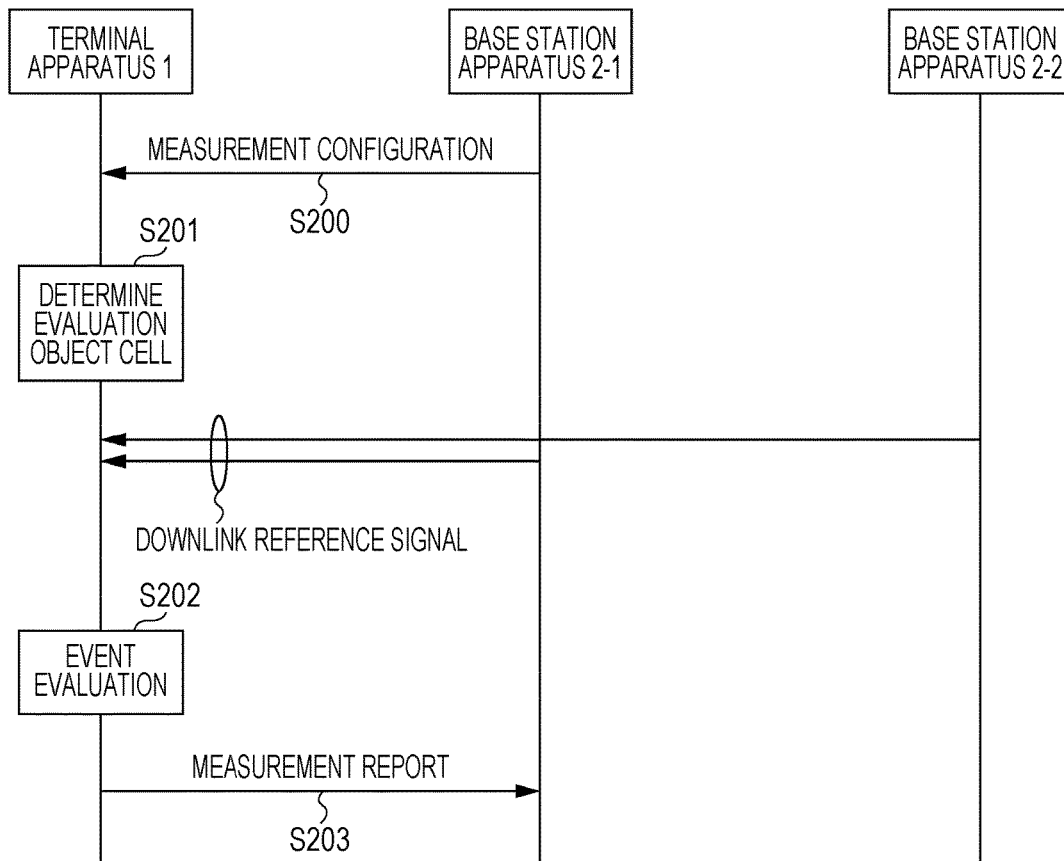 TERMINAL
APPARATUS 1
BASE STATION
APPARATUS 2-1
BASE STATION
APPARATUS 2-2
MEASUREMENT CONFIGURATION
S200
S201
DETERMINE
EVALUATION
OBJECT CELL
DOWNLINK REFERENCE SIGNAL
S202
EVENT
EVALUATION
MEASUREMENT REPORT
S203